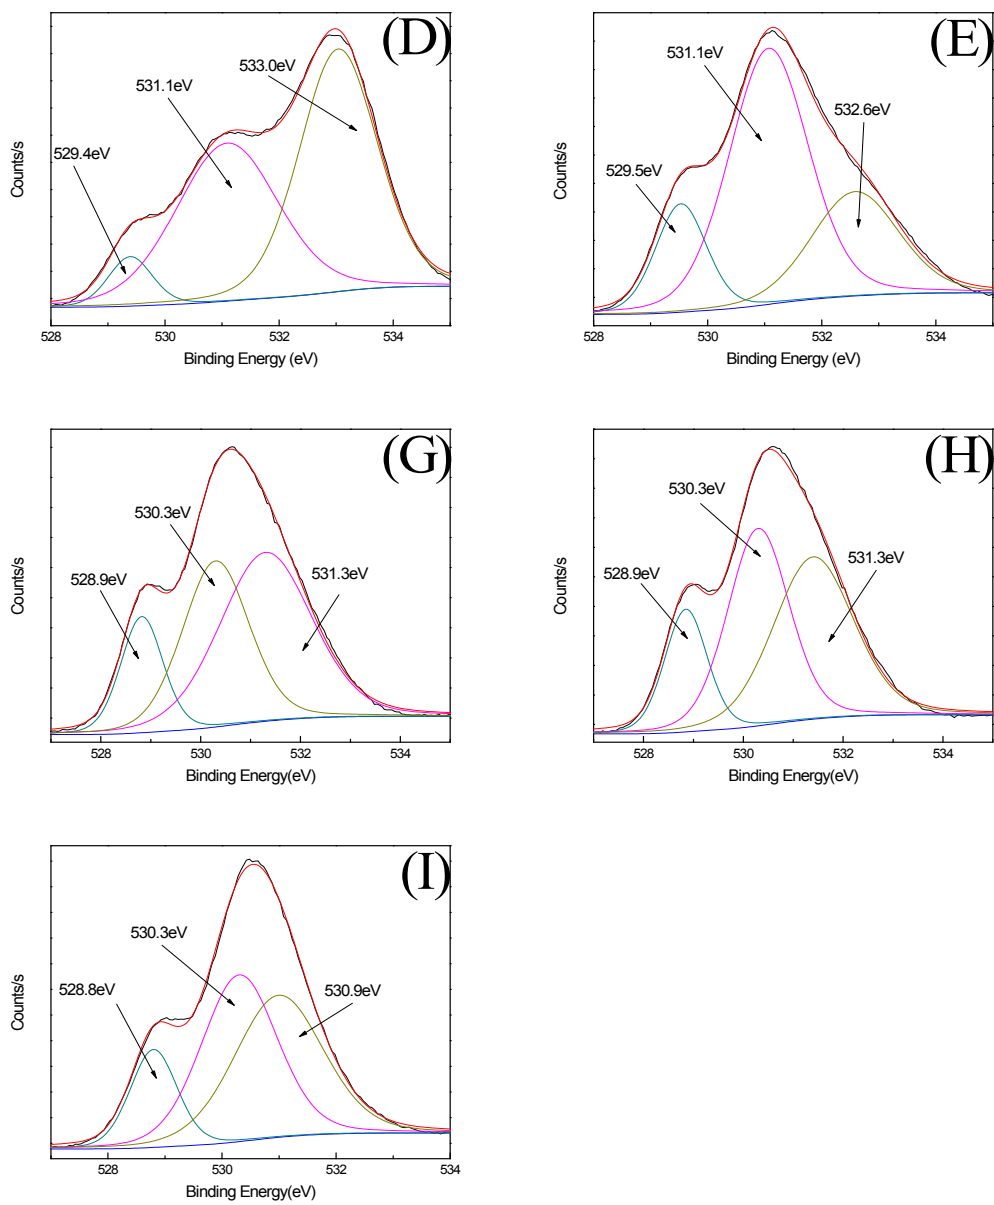 (D)
533.0eV
531.1eV
529.4eV
Counts/s
528 530 532 534
Binding Energy (eV)
(E)
531.1eV
532.6eV
529.5eV
Counts/s
528 530 532 534
Binding Energy (eV)
(G)
530.3eV
528.9eV
531.3eV
Counts/s
528 530 532 534
Binding Energy(eV)
(H)
530.3eV
531.3eV
528.9eV
Counts/s
528 530 532 534
Binding Energy(eV)
(I)
530.3eV
528.8eV
530.9eV
Counts/s
528 530 532 534
Binding Energy(eV)